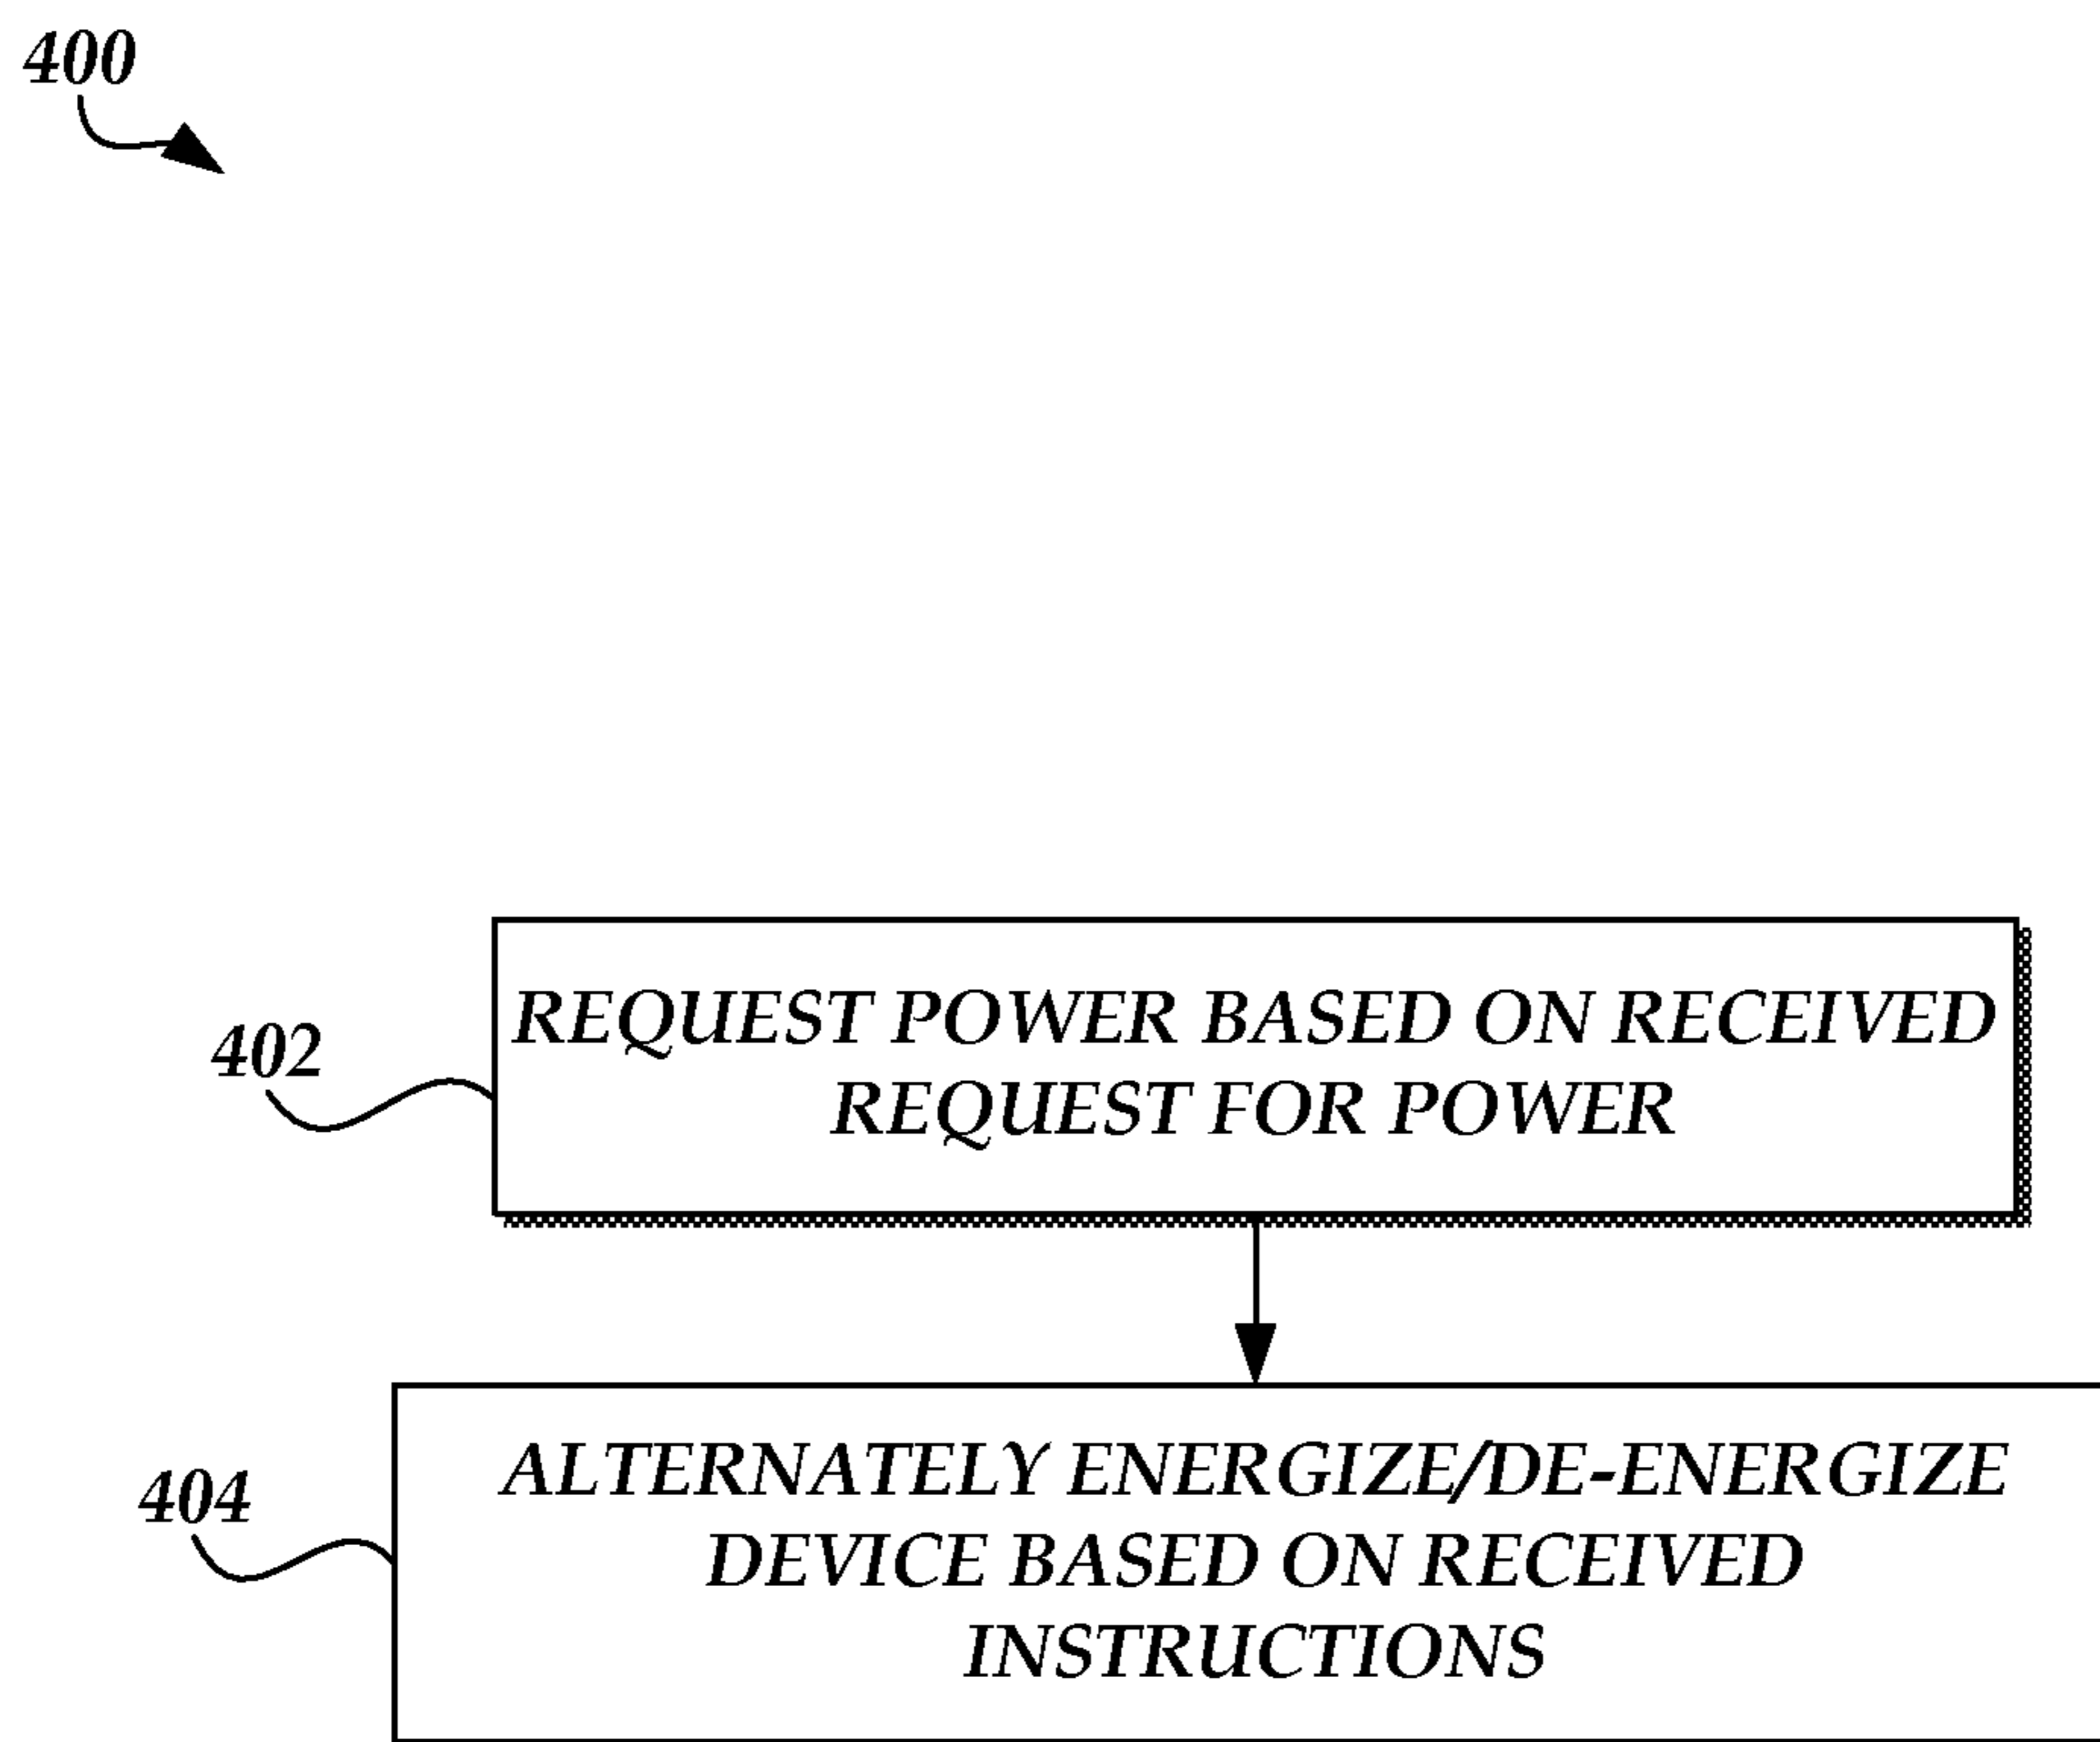 400
402
REQUEST POWER BASED ON RECEIVED
REQUEST FOR POWER
404
ALTERNATELY ENERGIZE/DE-ENERGIZE
DEVICE BASED ON RECEIVED
INSTRUCTIONS